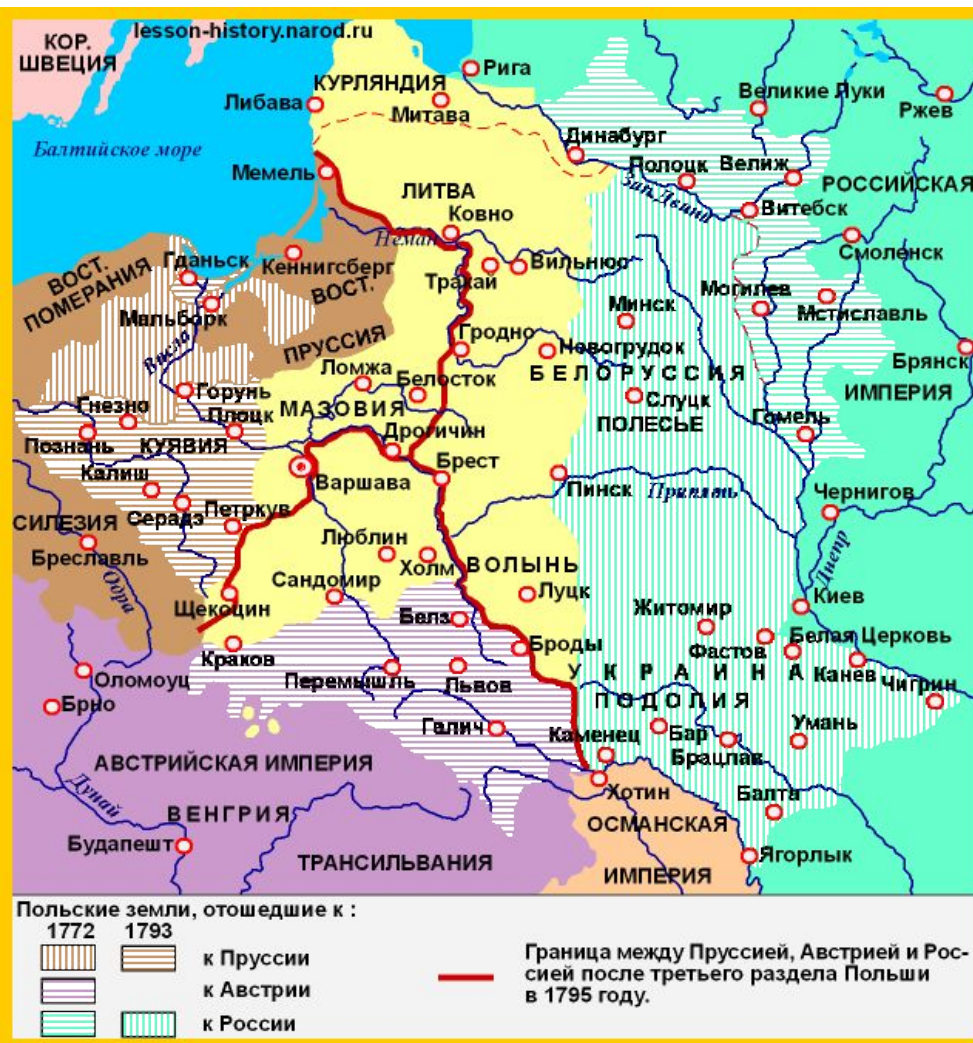 lesson-history.narod.ru
КОР.
ШВЕЦИЯ
Рига
КУРЛЯНДИЯ
Либава
Митава
Великие Луки
Ржев
Балтийское море
Динабург
Мемель
Полоцк
Велиж
Зап. Двина
ЛИТВА
РОССИЙСКАЯ
Ковно
Витебск
Неман
Смоленск
ВОСТ.
ПОМЕРАНИЯ
Гданьск
Кеннигсберг
ВОСТ.
Тракай
Вильнюс
Могилев
Мстиславль
Мальборк
Минск
ПРУССИЯ
Висла
Гродно
Новогрудок
Брянск
Ломжа
Белосток
БЕЛОРУССИЯ
ИМПЕРИЯ
Горунь
Гнезно
Плоцк
МАЗОВИЯ
Слуцк
ПОЛЕСЬЕ
Гомель
Познань
КУЯВИЯ
Дрогичин
Калиш
Варшава
Брест
Пинск
Припять
Чернигов
СИЛЕЗИЯ
Серадз
Петркув
Бреславль
Люблин
Холм
ВОЛЫНЬ
Одра
Сандомир
Луцк
Днепр
Щекоцин
Белз
Житомир
Киев
Краков
Броды
Фастов
Белая Церковь
Оломоуц
Перемышль
Львов
УКРАИНА
Канев
Чигрин
Брно
ПОДОЛИЯ
Галич
Каменец
Бар
Умань
Брацлав
АВСТРИЙСКАЯ ИМПЕРИЯ
Дунай
Хотин
Балта
ВЕНГРИЯ
ОСМАНСКАЯ
Будапешт
ТРАНСИЛЬВАНИЯ
ИМПЕРИЯ
Ягорлык
Польские земли, отошедшие к :
1772 1793
к Пруссии
к Австрии
к России
Граница между Пруссией, Австрией и Рос-
сией после третьего раздела Польши
в 1795 году.